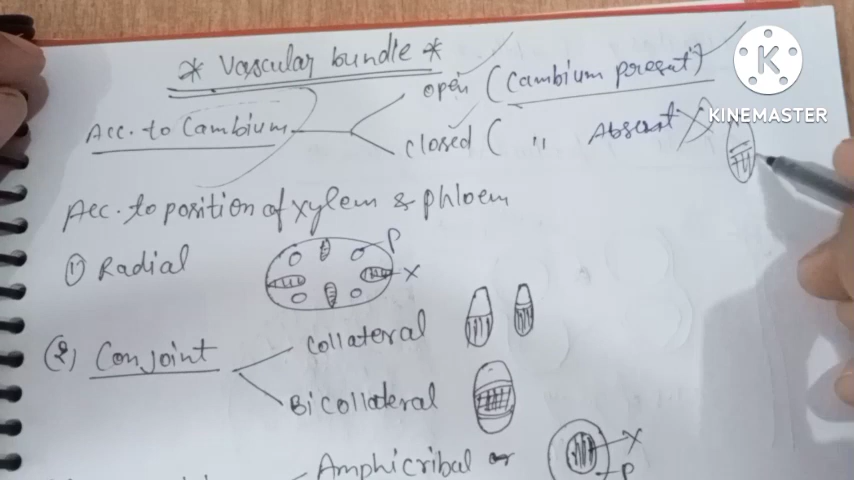 * Vascular bundle *
open (Cambium present)
Acc. to Cambium
closed ( " Absent )
K
KINEMASTER
Acc. to position of xylem & phloem
① Radial
P
X
(2) Conjoint
Collateral
Bicollateral
Amphicribal or
X
P